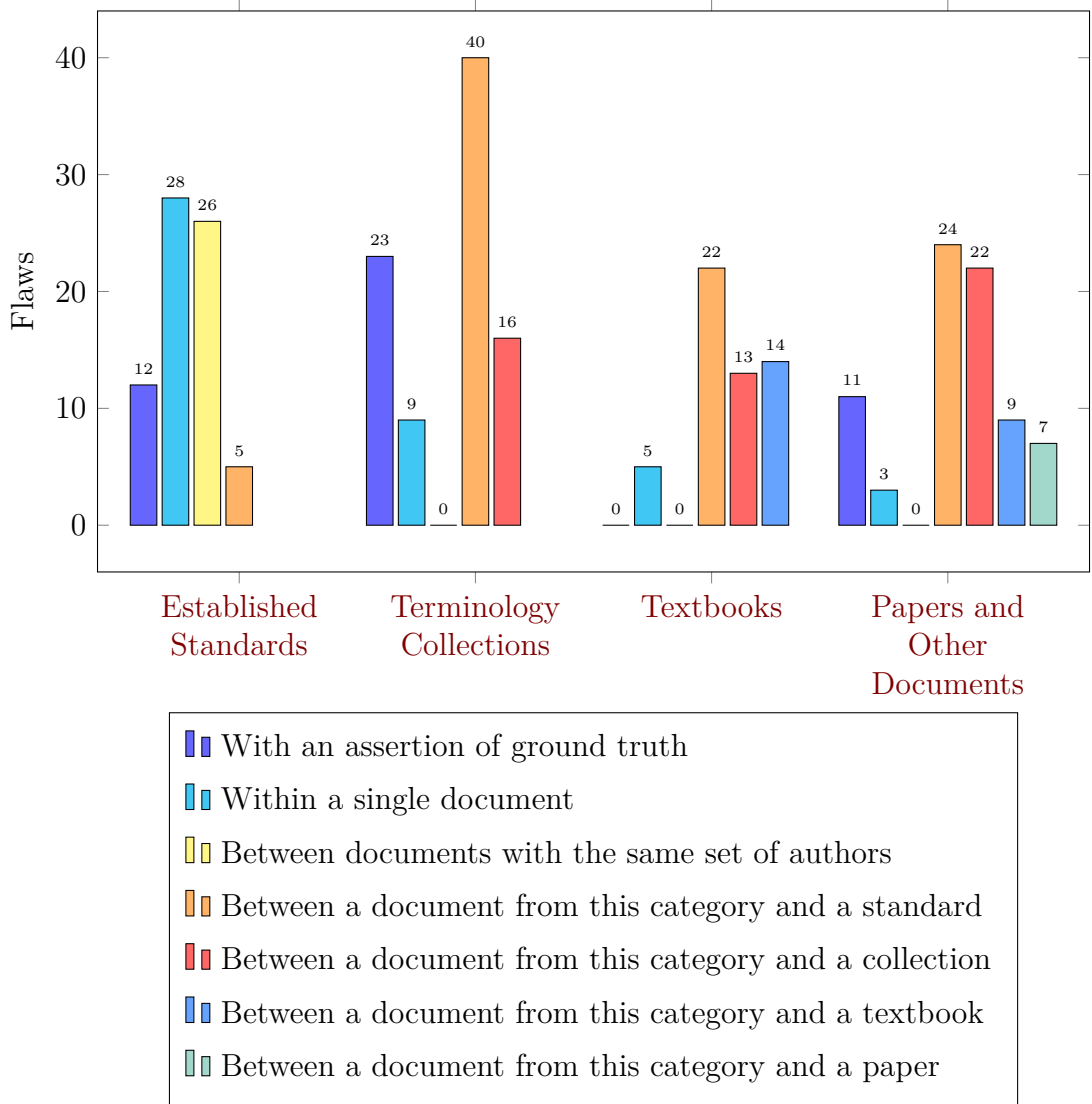 40
30
20
10
0
Flaws
12
28
26
5
23
9
0
40
16
0
5
0
22
13
14
11
3
0
24
22
9
7
Established
Standards
Terminology
Collections
Textbooks
Papers and
Other
Documents
With an assertion of ground truth
Within a single document
Between documents with the same set of authors
Between a document from this category and a standard
Between a document from this category and a collection
Between a document from this category and a textbook
Between a document from this category and a paper